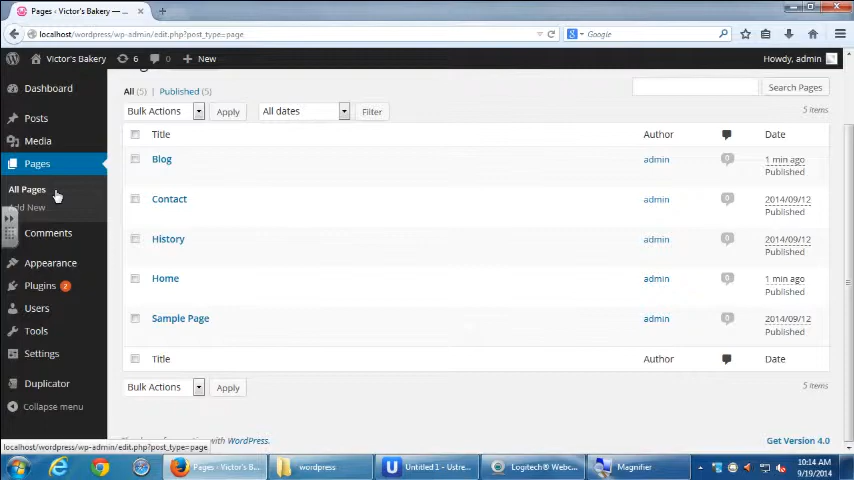 Pages ‹ Victor's Bakery — ...
localhost/wordpress/wp-admin/edit.php?post_type=page
Google
Victor's Bakery
6
0
New
Howdy, admin
Dashboard
Posts
Media
Pages
All Pages
Add New
Comments
Appearance
Plugins 2
Users
Tools
Settings
Duplicator
Collapse menu
All (5) | Published (5)
Search Pages
Bulk Actions Apply All dates Filter 5 items
Title Author Date
Blog admin 0 1 min ago
Published
Contact admin 0 2014/09/12
Published
History admin 0 2014/09/12
Published
Home admin 0 1 min ago
Published
Sample Page admin 0 2014/09/12
Published
Title Author Date
Bulk Actions Apply 5 items
with WordPress. Get Version 4.0
localhost/wordpress/wp-admin/edit.php?post_type=page
Pages ‹ Victor's B...
wordpress
Untitled 1 - Ustre...
Logitech® Webc...
Magnifier
10:14 AM
9/19/2014